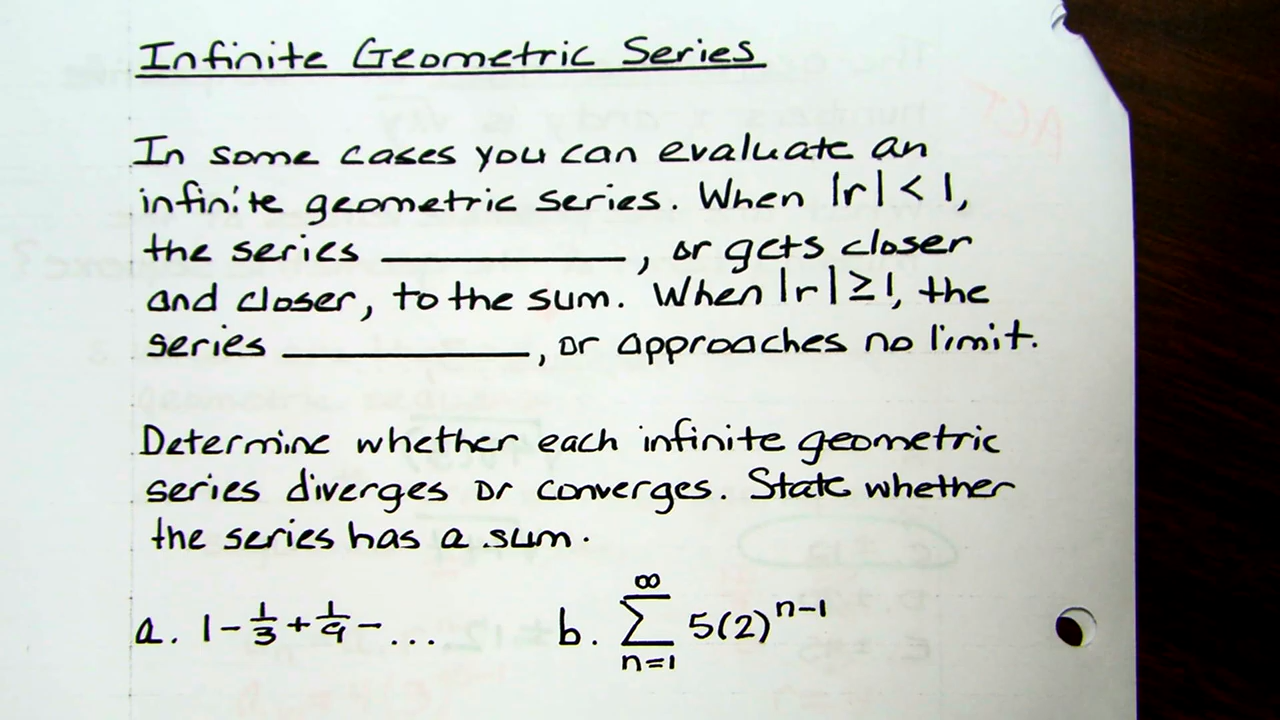 Infinite Geometric Series
In some cases you can evaluate an
infinite geometric series. When |r| < 1,
the series __________, or gets closer
and closer, to the sum. When |r| ≥ 1, the
series __________, or approaches no limit.
Determine whether each infinite geometric
series diverges or converges. State whether
the series has a sum.
a. 1 - 1/3 + 1/9 - ... b. ∞ ∑ n=1 5(2)^(n-1)